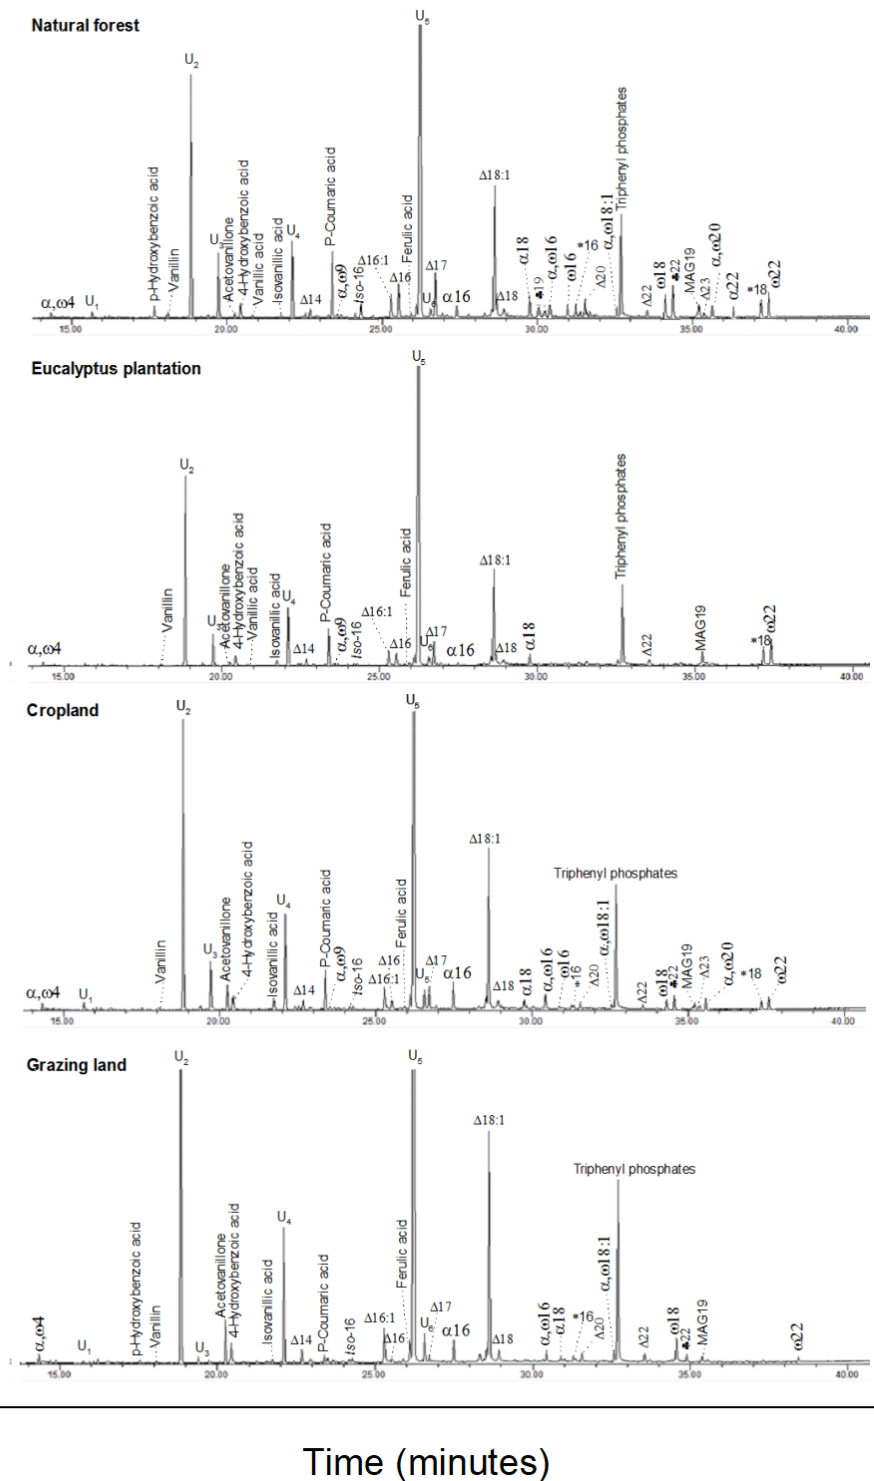 Natural forest
α,ω4
U1
p-Hydroxybenzoic acid
Vanillin
U2
U3
Acetovanillone
4-Hydroxybenzoic acid
Vanillic acid
Isovanillic acid
U4
Δ14
P-Coumaric acid
α,ω9
Iso-16
Δ16:1
Δ16
Ferulic acid
U5
U6
Δ17
α16
Δ18:1
Δ18
α18
♣19
α,ω16
ω16
*16
Δ20
α,ω18:1
Triphenyl phosphates
Δ22
ω18
♣22
MAG19
Δ23
α,ω20
α22
*18
ω22
15.00 20.00 25.00 30.00 35.00 40.00
Eucalyptus plantation
α,ω4
Vanillin
U2
U3
Acetovanillone
4-Hydroxybenzoic acid
Vanillic acid
Isovanillic acid
U4
Δ14
P-Coumaric acid
α,ω9
Iso-16
Δ16:1
Δ16
Ferulic acid
U5
U6
Δ17
α16
Δ18:1
Δ18
α18
Triphenyl phosphates
Δ22
MAG19
*18
ω22
15.00 20.00 25.00 30.00 35.00 40.00
Cropland
α,ω4
U1
Vanillin
U2
U3
Acetovanillone
4-Hydroxybenzoic acid
Isovanillic acid
U4
Δ14
P-Coumaric acid
α,ω9
Iso-16
Δ16
Δ16:1
Ferulic acid
U5
U5
Δ17
α16
Δ18:1
Δ18
α18
α,ω16
ω16
*16
Δ20
α,ω18:1
Triphenyl phosphates
Δ22
ω18
♣22
MAG19
Δ23
α,ω20
*18
ω22
15.00 20.00 25.00 30.00 35.00 40.00
Grazing land
α,ω4
U1
p-Hydroxybenzoic acid
Vanillin
U2
U3
Acetovanillone
4-Hydroxybenzoic acid
Isovanillic acid
U4
Δ14
P-Coumaric acid
Iso-16
Δ16:1
Δ16
Ferulic acid
U5
U6
Δ17
α16
Δ18:1
Δ18
α,ω16
α18
*16
Δ20
α,ω18:1
Triphenyl phosphates
Δ22
ω18
♣22
MAG19
ω22
15.00 20.00 25.00 30.00 35.00 40.00
Time (minutes)